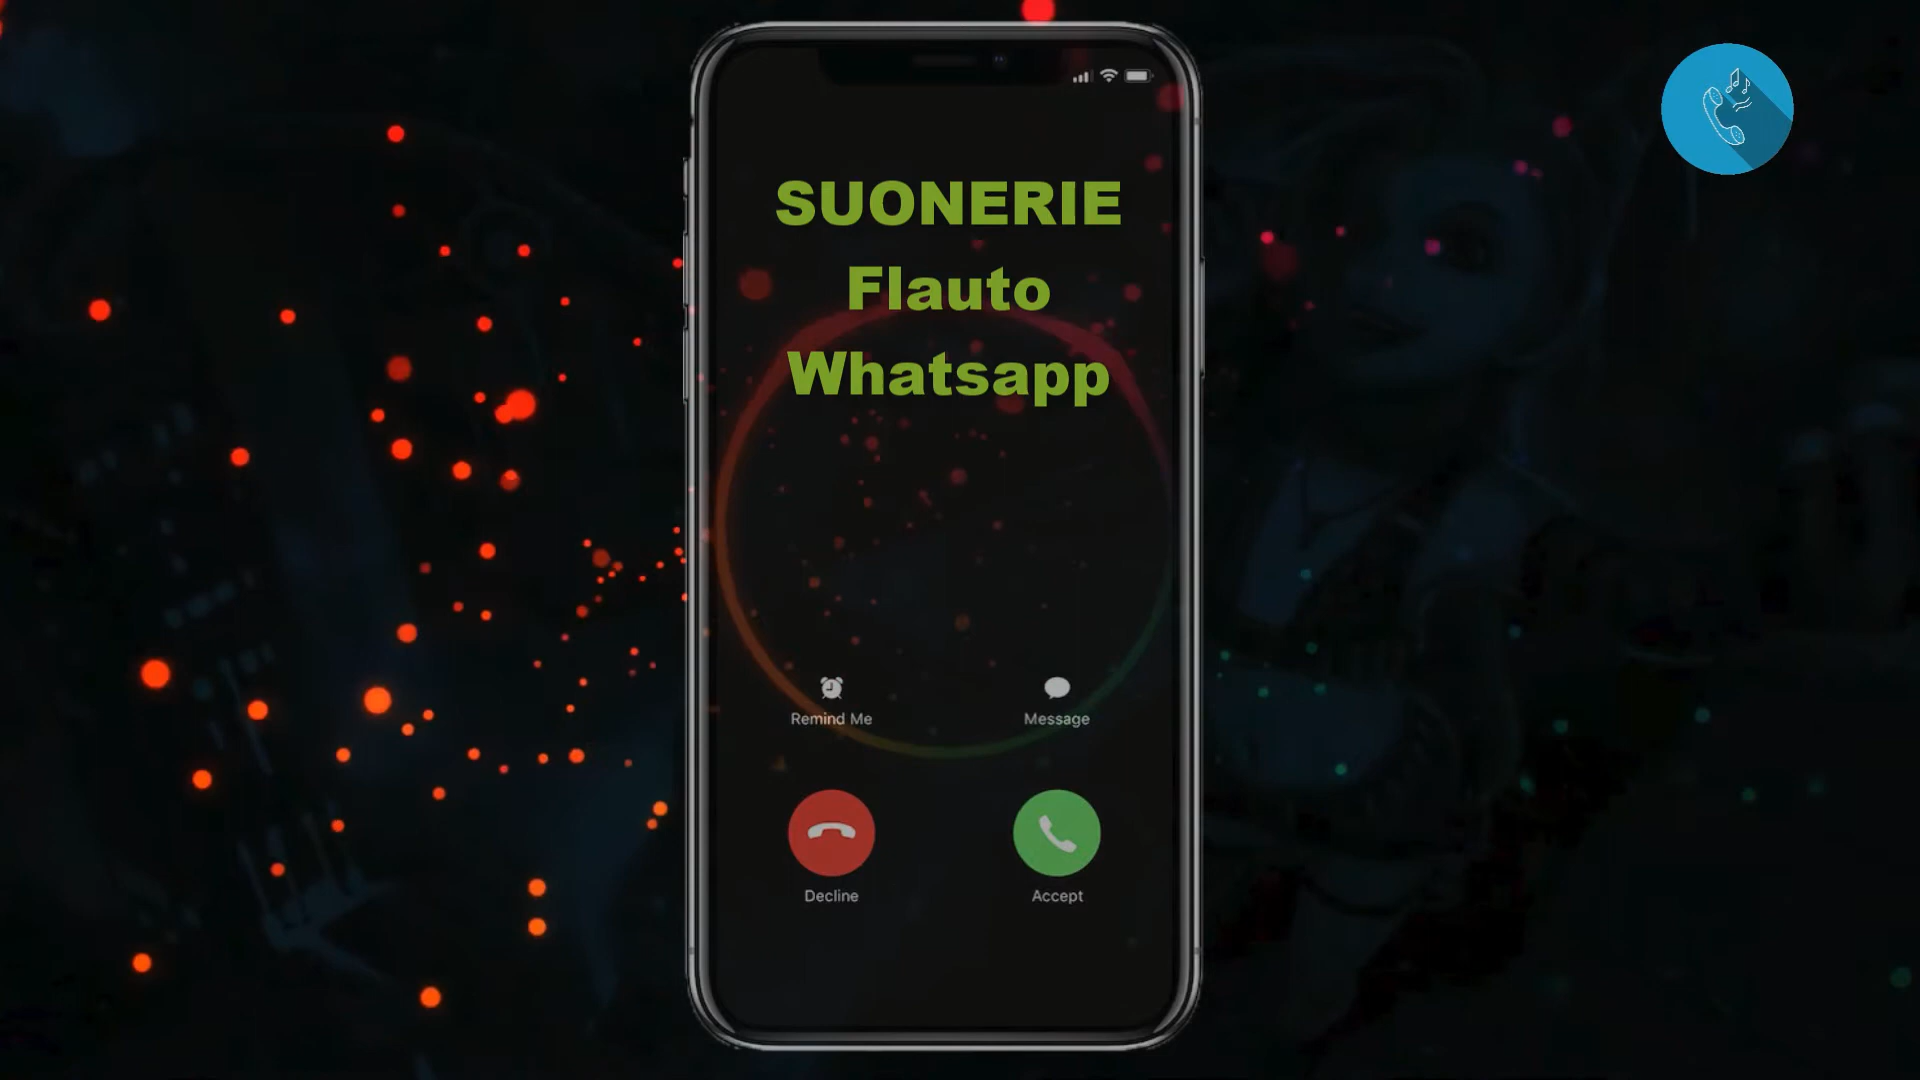 SUONERIE
Flauto
Whatsapp
Remind Me
Message
Decline
Accept